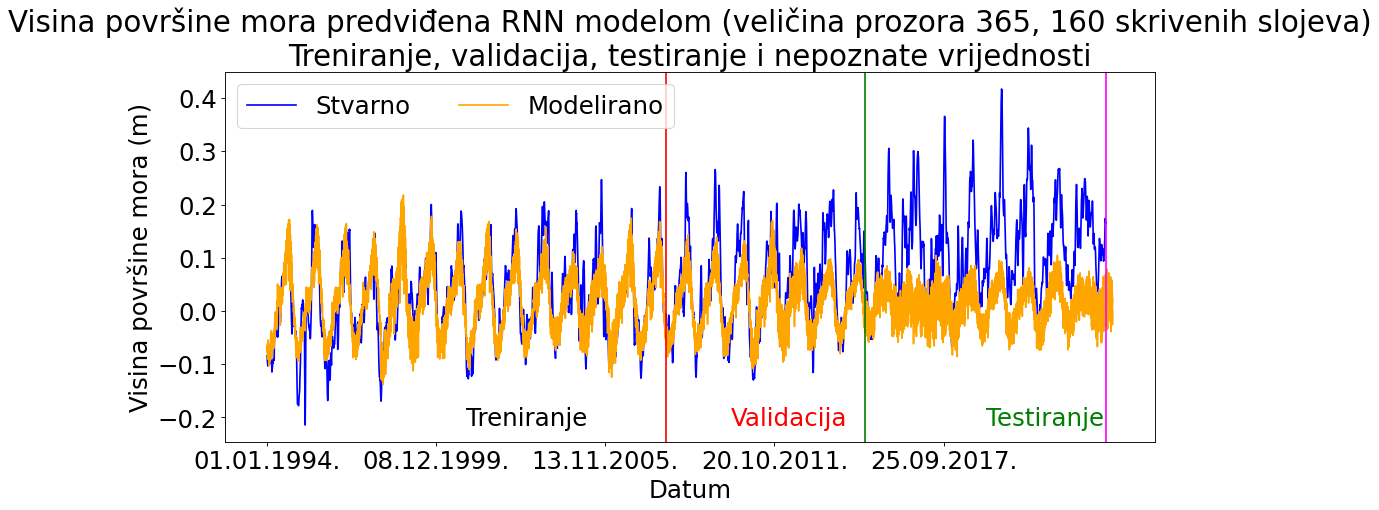 Visina površine mora predviđena RNN modelom (veličina prozora 365, 160 skrivenih slojeva)
Treniranje, validacija, testiranje i nepoznate vrijednosti
Stvarno
Modelirano
Visina površine mora (m)
0.4
0.3
0.2
0.1
0.0
−0.1
−0.2
Treniranje
Validacija
Testiranje
01.01.1994.
08.12.1999.
13.11.2005.
20.10.2011.
25.09.2017.
Datum